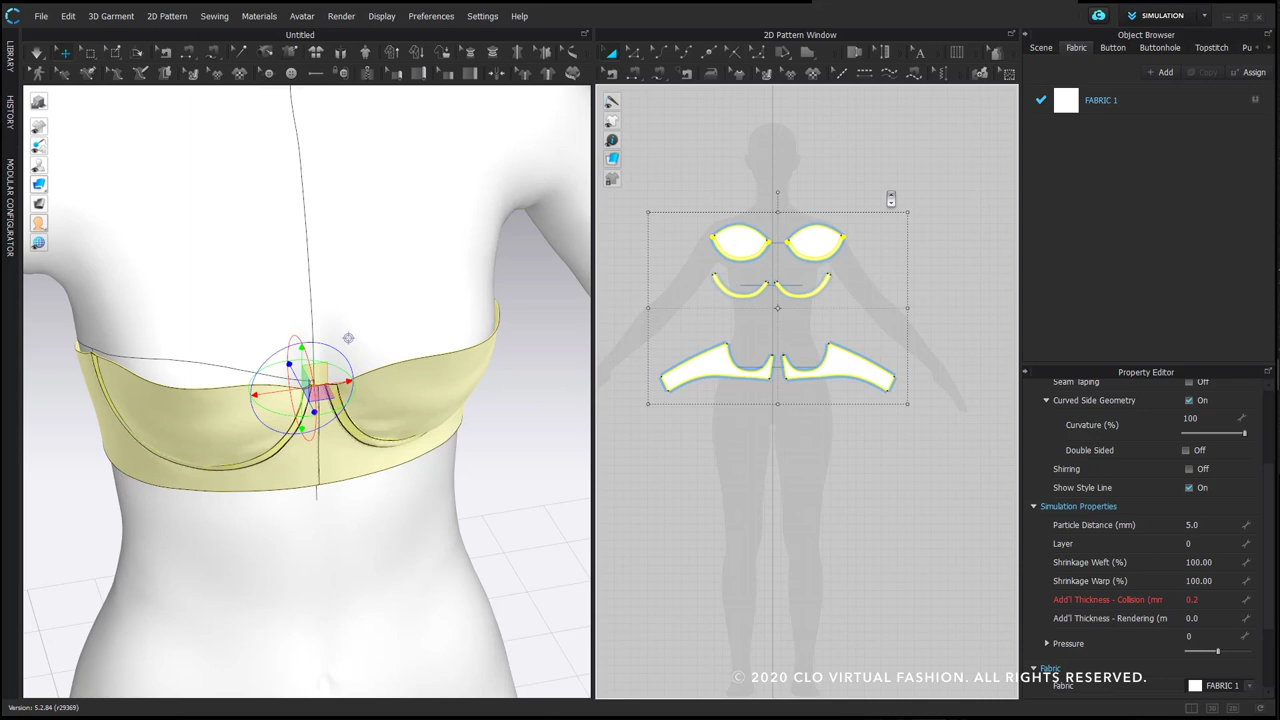 File Edit 3D Garment 2D Pattern Sewing Materials Avatar Render Display Preferences Settings Help
SIMULATION
Untitled
2D Pattern Window
Object Browser
LIBRARY
HISTORY
MODULAR CONFIGURATOR
Scene Fabric Button Buttonhole Topstitch Pu
Add Copy Assign
FABRIC 1
Property Editor
Seam Taping Off
Curved Side Geometry On
Curvature (%) 100
Double Sided Off
Shirring Off
Show Style Line On
Simulation Properties
Particle Distance (mm) 5.0
Layer 0
Shrinkage Weft (%) 100.00
Shrinkage Warp (%) 100.00
Add'l Thickness - Collision (mm 0.2
Add'l Thickness - Rendering (m 0.0
Pressure 0
Fabric
Fabric FABRIC 1
© 2020 CLO VIRTUAL FASHION. ALL RIGHTS RESERVED.
Version: 5.2.84 (r29369)
3D 2D